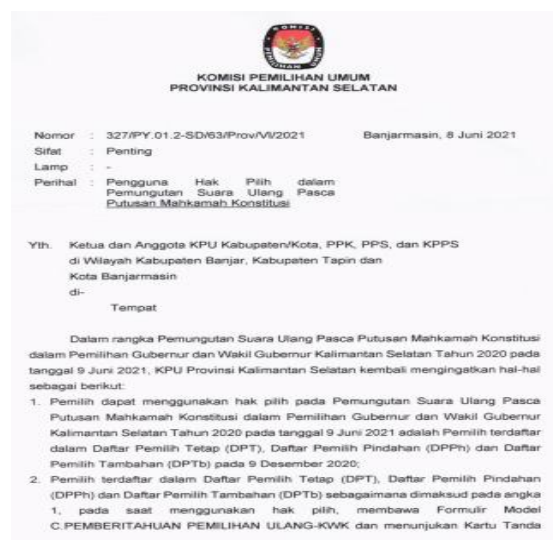 KOMISI PEMILIHAN UMUM
KOMISI PEMILIHAN UMUM
PROVINSI KALIMANTAN SELATAN
Nomor : 327/PY.01.2-SD/63/Prov/VI/2021 Banjarmasin, 8 Juni 2021
Sifat : Penting
Lamp : -
Perihal : Pengguna Hak Pilih dalam
Pemungutan Suara Ulang Pasca
Putusan Mahkamah Konstitusi
Yth. Ketua dan Anggota KPU Kabupaten/Kota, PPK, PPS, dan KPPS
di Wilayah Kabupaten Banjar, Kabupaten Tapin dan
Kota Banjarmasin
di-
Tempat
Dalam rangka Pemungutan Suara Ulang Pasca Putusan Mahkamah Konstitusi
dalam Pemilihan Gubernur dan Wakil Gubernur Kalimantan Selatan Tahun 2020 pada
tanggal 9 Juni 2021, KPU Provinsi Kalimantan Selatan kembali mengingatkan hal-hal
sebagai berikut:
1. Pemilih dapat menggunakan hak pilih pada Pemungutan Suara Ulang Pasca
Putusan Mahkamah Konstitusi dalam Pemilihan Gubernur dan Wakil Gubernur
Kalimantan Selatan Tahun 2020 pada tanggal 9 Juni 2021 adalah Pemilih terdaftar
dalam Daftar Pemilih Tetap (DPT), Daftar Pemilih Pindahan (DPPh) dan Daftar
Pemilih Tambahan (DPTb) pada 9 Desember 2020;
2. Pemilih terdaftar dalam Daftar Pemilih Tetap (DPT), Daftar Pemilih Pindahan
(DPPh) dan Daftar Pemilih Tambahan (DPTb) sebagaimana dimaksud pada angka
1, pada saat menggunakan hak pilih, membawa Formulir Model
C.PEMBERITAHUAN PEMILIHAN ULANG-KWK dan menunjukan Kartu Tanda